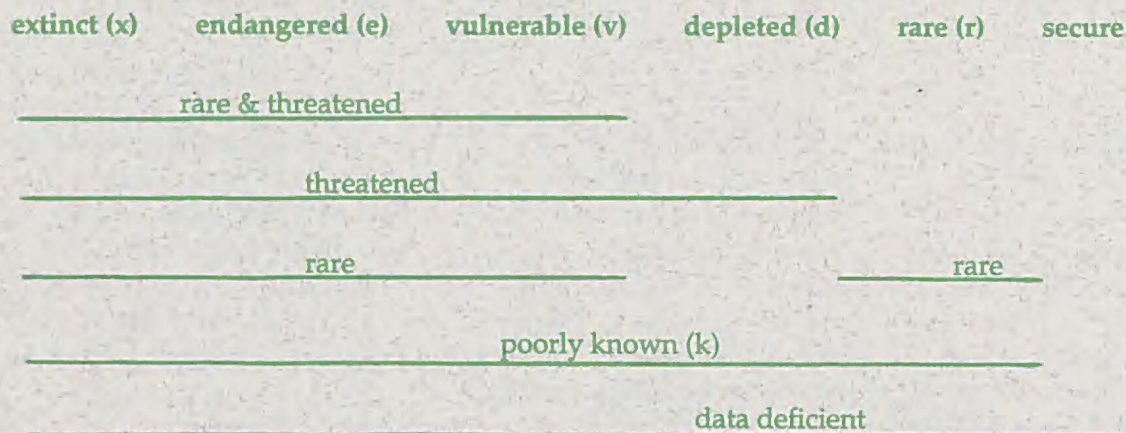 extinct (x) endangered (e) vulnerable (v) depleted (d) rare (r) secure
rare & threatened
threatened
rare rare
poorly known (k)
data deficient